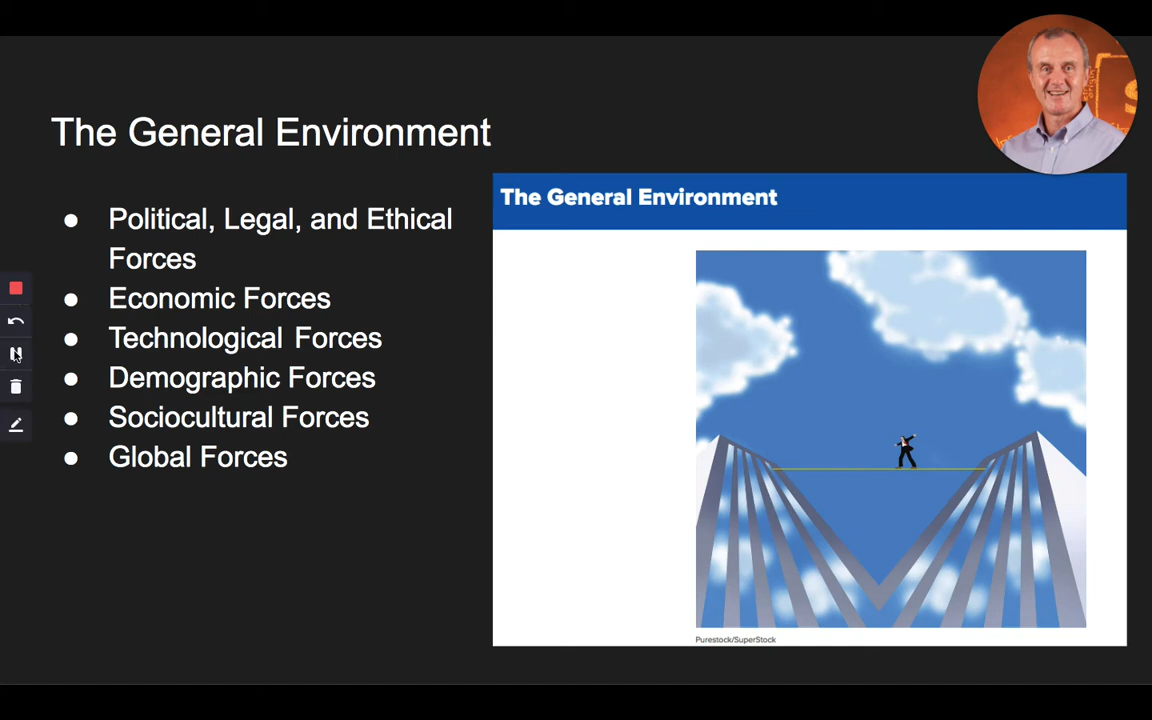 The General Environment
● Political, Legal, and Ethical
Forces
● Economic Forces
● Technological Forces
● Demographic Forces
● Sociocultural Forces
● Global Forces
The General Environment
Purestock/SuperStock